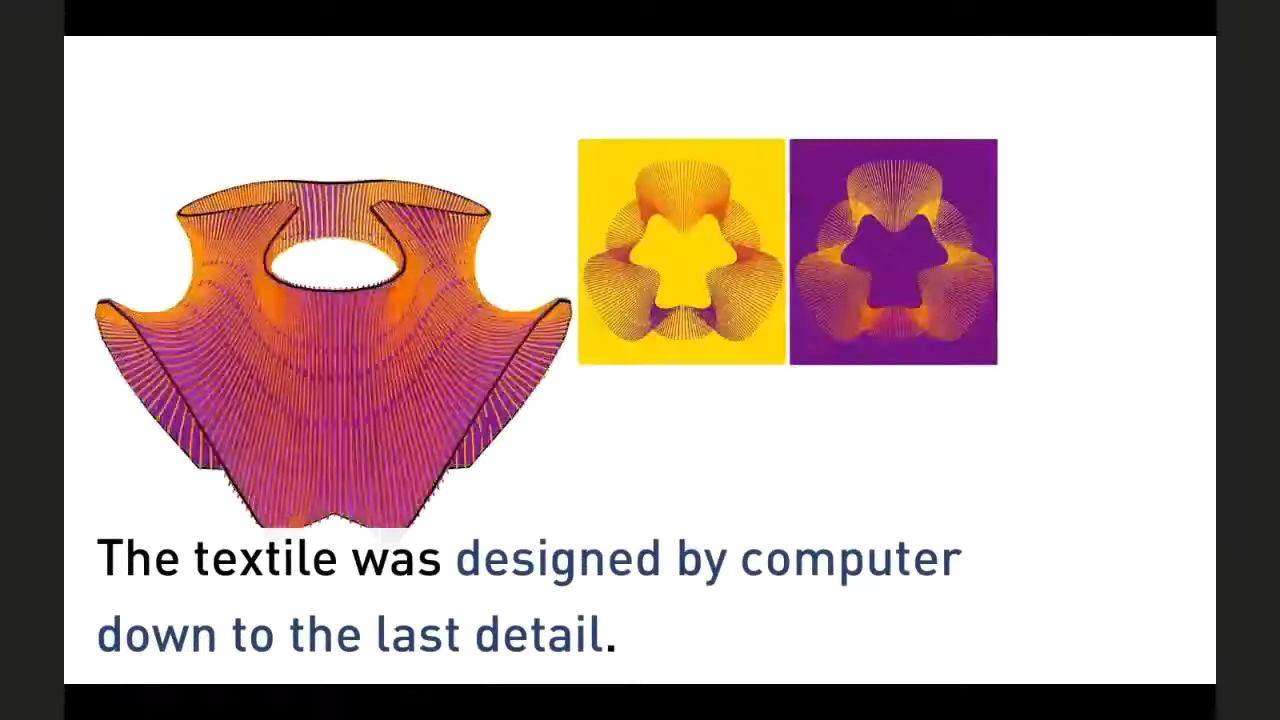 The textile was designed by computer
down to the last detail.